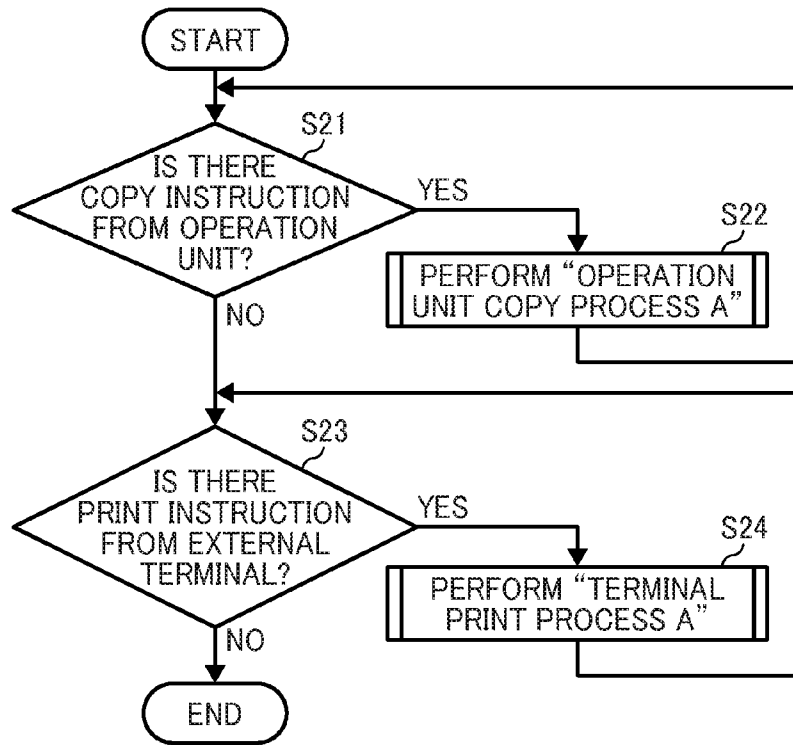 START
S21
IS THERE
COPY INSTRUCTION
FROM OPERATION
UNIT?
YES
S22
PERFORM “OPERATION
UNIT COPY PROCESS A”
NO
S23
IS THERE
PRINT INSTRUCTION
FROM EXTERNAL
TERMINAL?
YES
S24
PERFORM “TERMINAL
PRINT PROCESS A”
NO
END